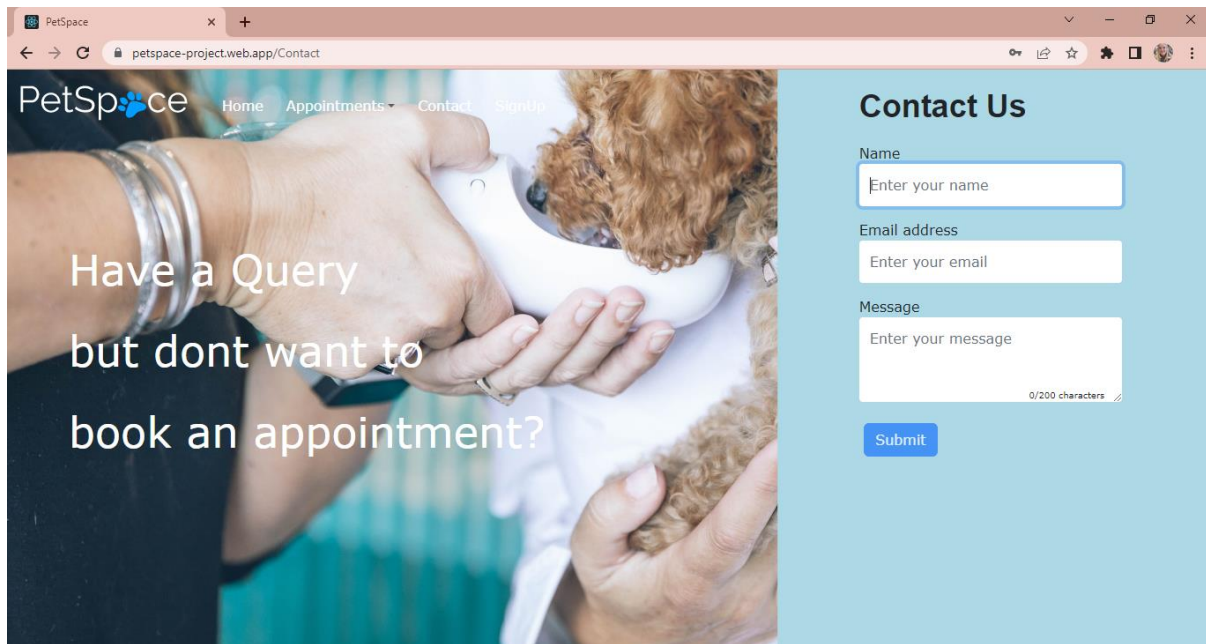 PetSpace
petspace-project.web.app/Contact
PetSpace Home Appointments Contact SignUp
Have a Query
but dont want to
book an appointment?
Contact Us
Name
Enter your name
Email address
Enter your email
Message
Enter your message
0/200 characters
Submit